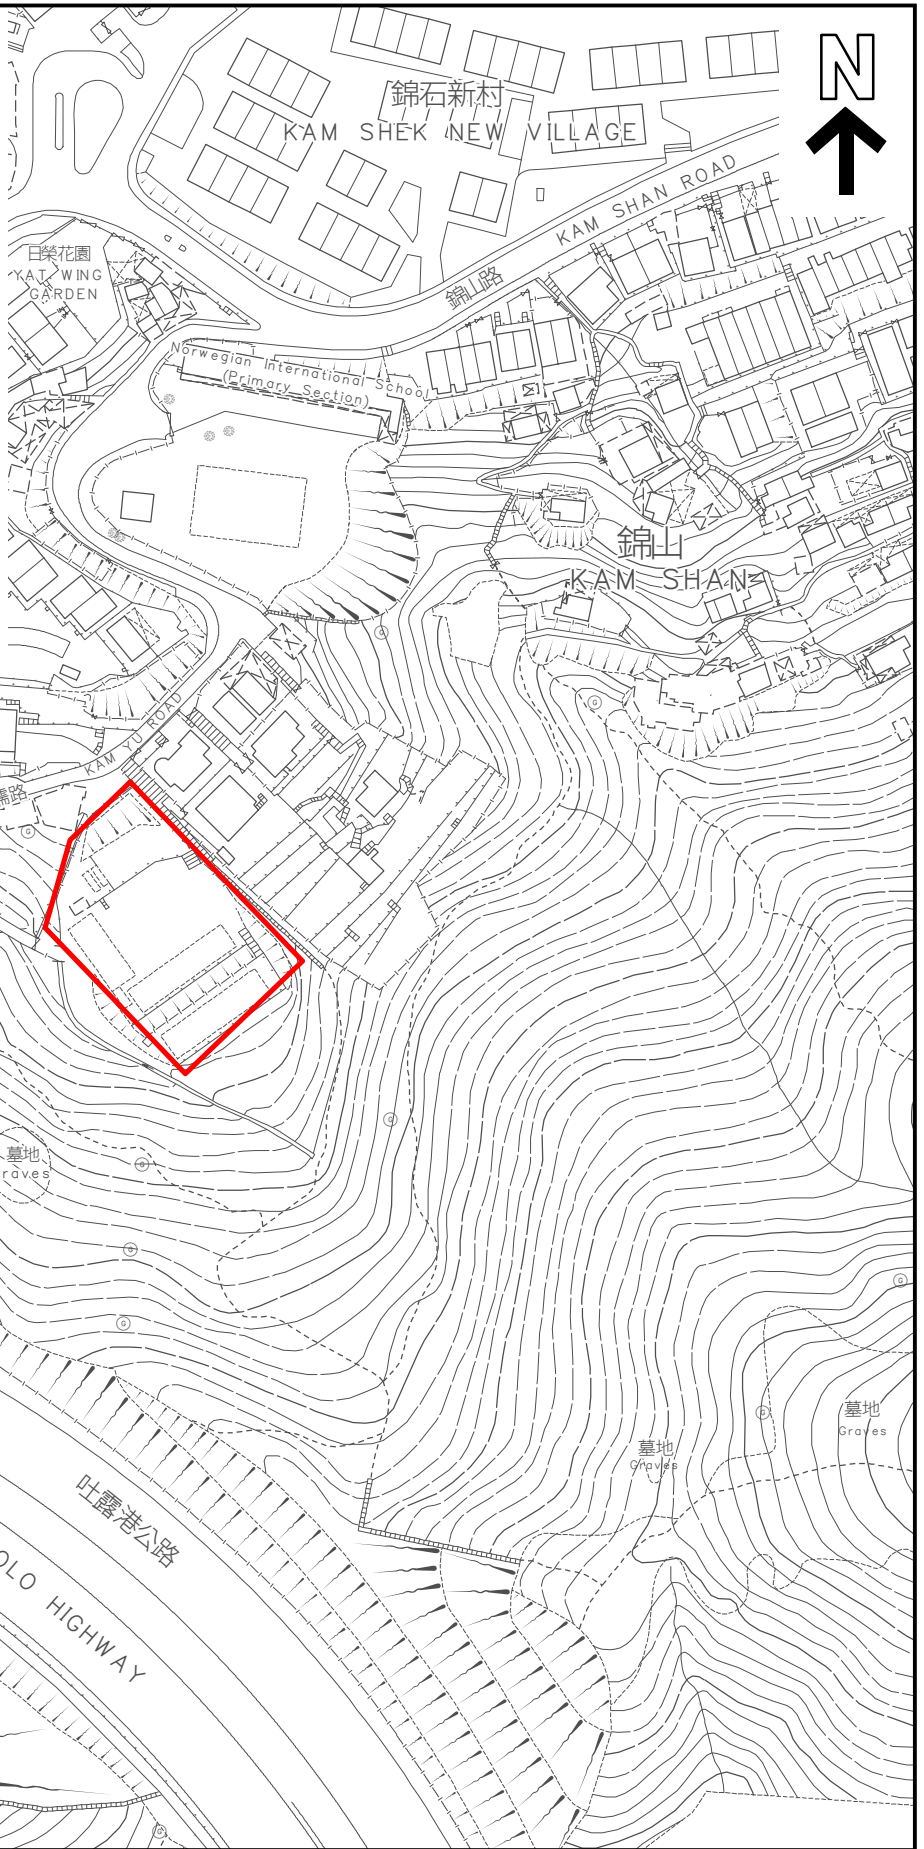 N
錦石新村
KAM SHEK NEW VILLAGE
KAM SHAN ROAD
錦山路
日榮花園
YAT WING
GARDEN
Norwegian International School
(Primary Section)
錦山
KAM SHAN
G
G
KAM YU ROAD
路
G
G
墓地
raves
G
G
G
G
G
墓地
Graves
墓地
Graves
吐露港公路
OLO HIGHWAY
G